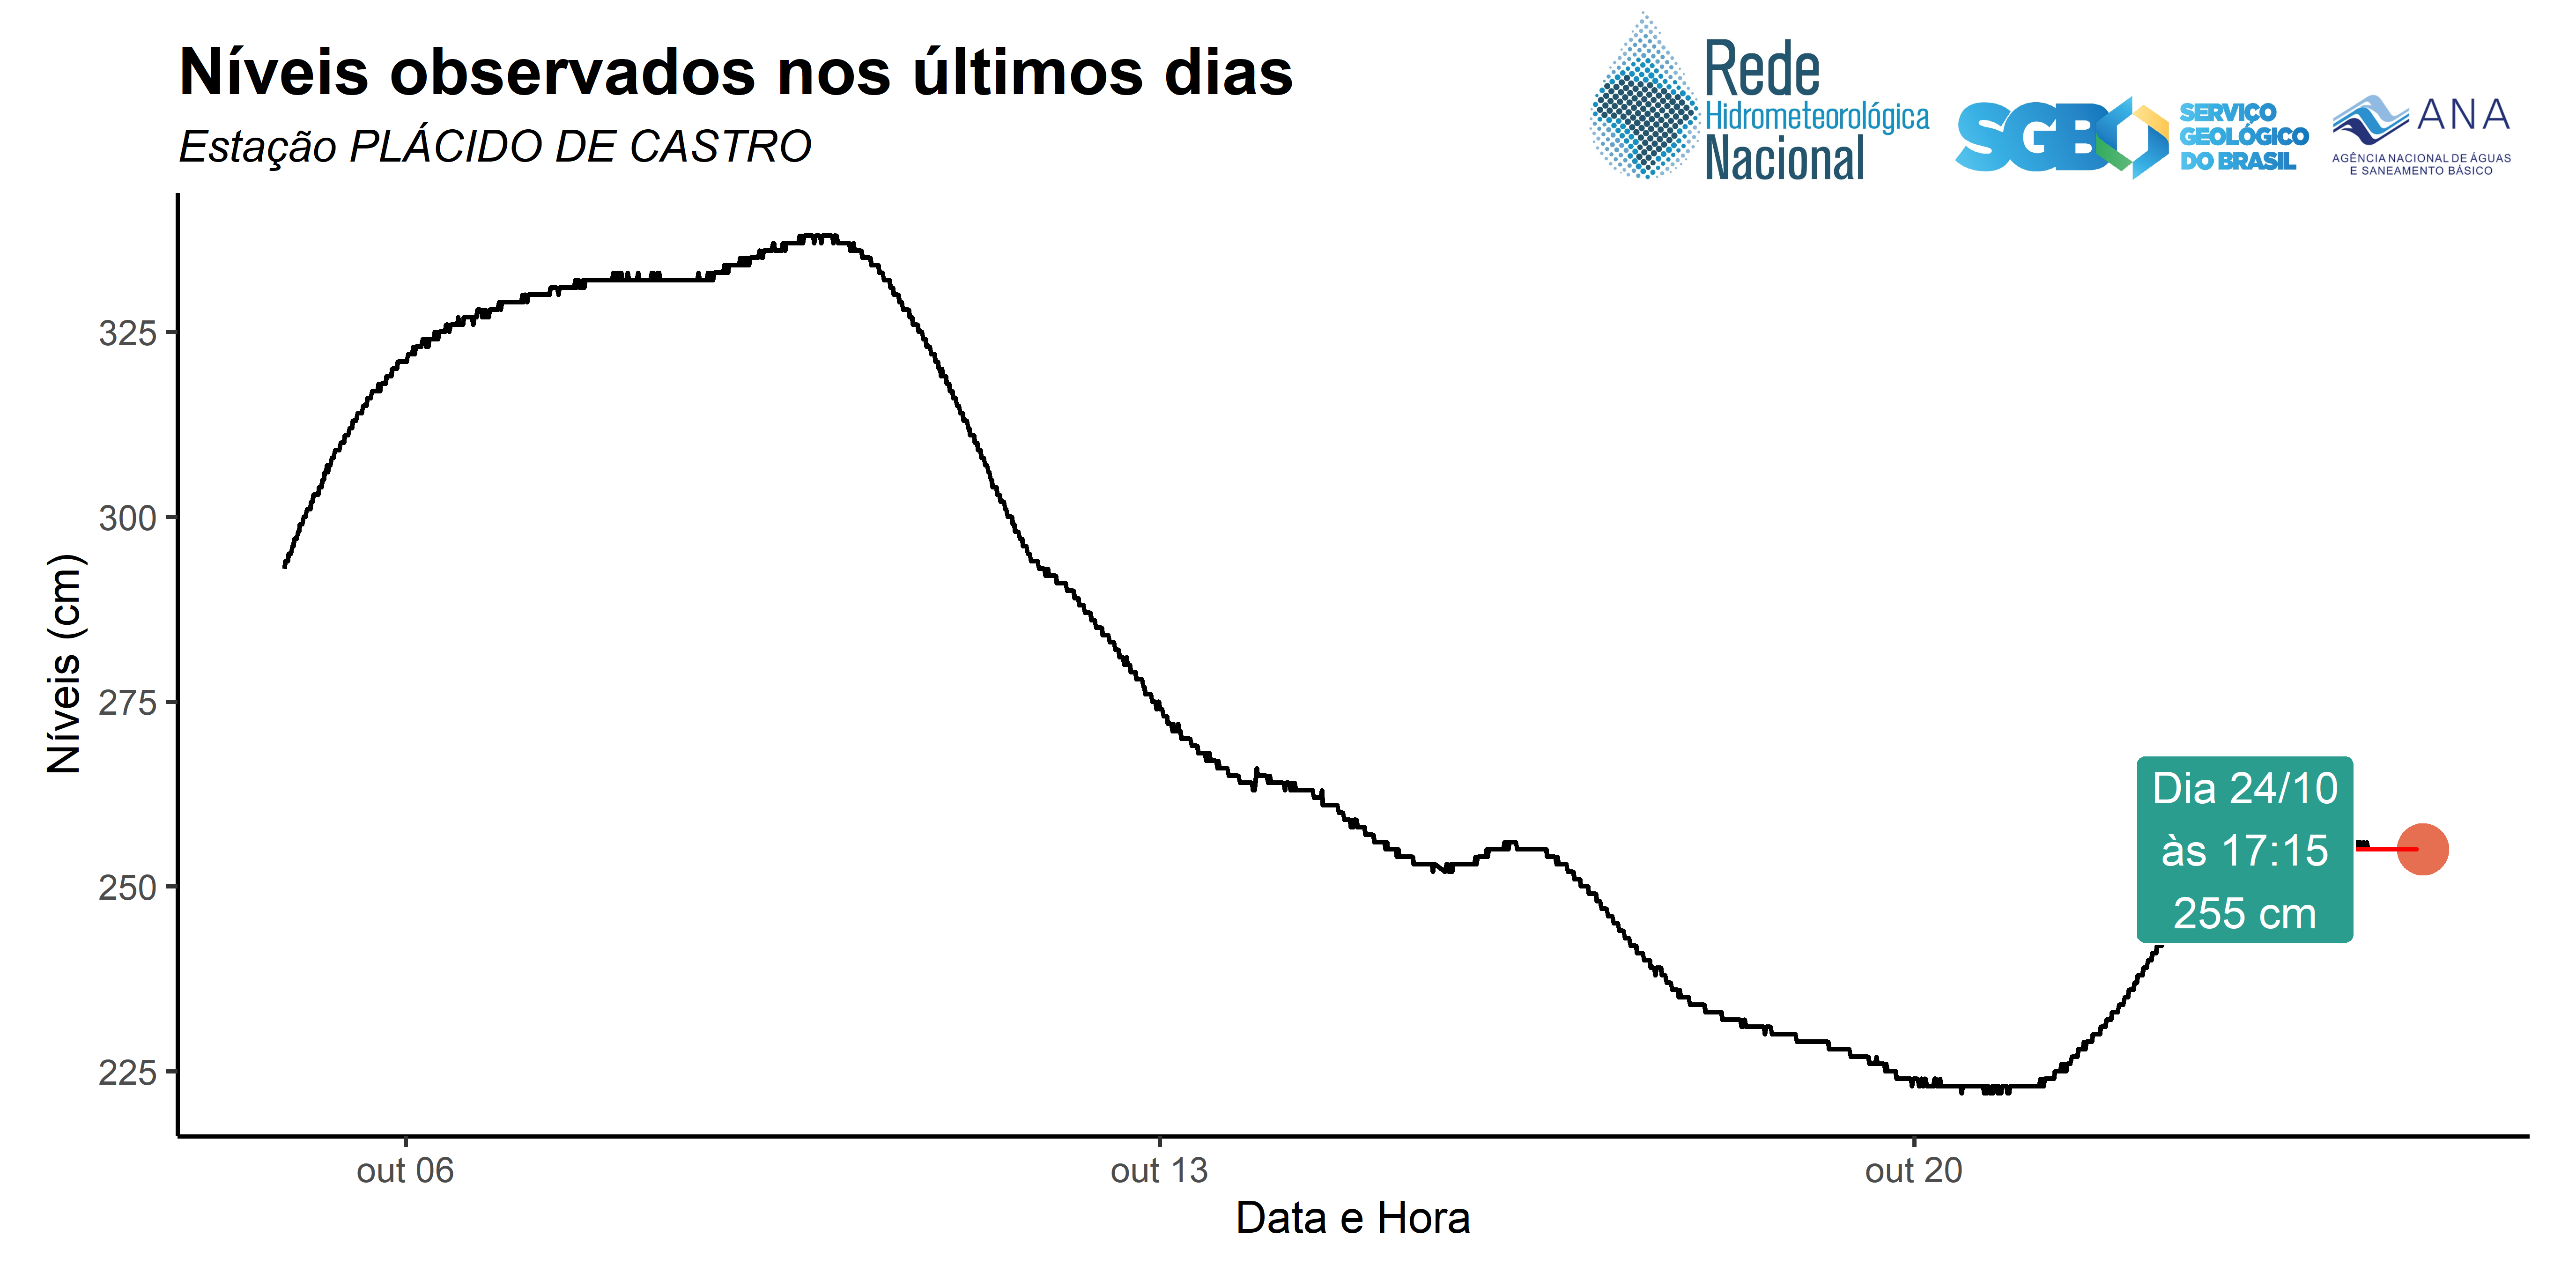 Níveis observados nos últimos dias
Estação PLÁCIDO DE CASTRO
Rede
Hidrometeorológica
Nacional
SGB
SERVIÇO
GEOLÓGICO
DO BRASIL
ANA
AGÊNCIA NACIONAL DE ÁGUAS
E SANEAMENTO BÁSICO
Níveis (cm)
325
300
275
250
225
Dia 24/10
às 17:15
255 cm
out 06
out 13
out 20
Data e Hora